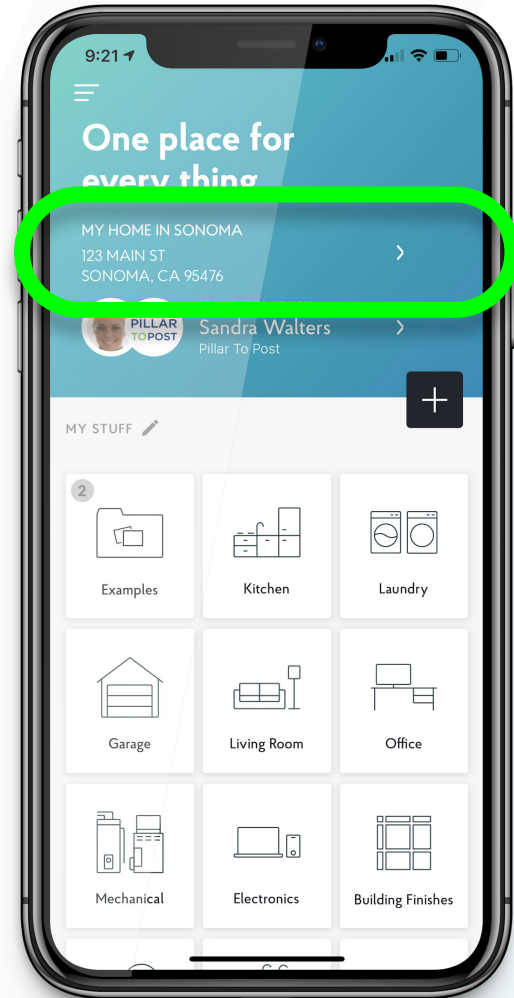 9:21
One place for
every thing
MY HOME IN SONOMA
123 MAIN ST
SONOMA, CA 95476
PILLAR
TO POST
Sandra Walters
Pillar To Post
MY STUFF
2
Examples
Kitchen
Laundry
Garage
Living Room
Office
Mechanical
Electronics
Building Finishes